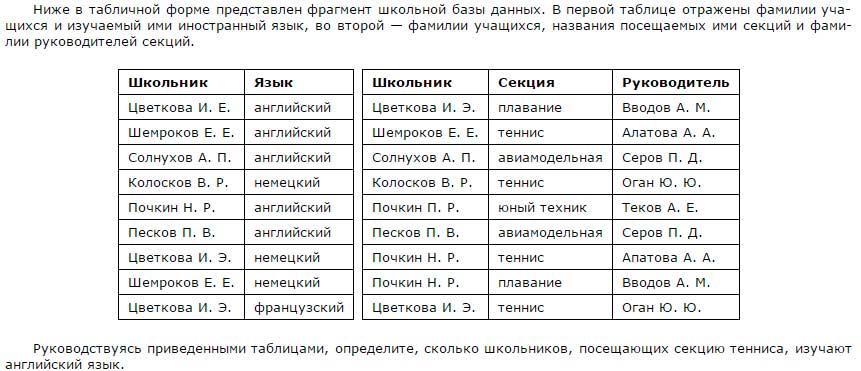 Ниже в табличной форме представлен фрагмент школьной базы данных. В первой таблице отражены фамилии уча-
щихся и изучаемый ими иностранный язык, во второй — фамилии учащихся, названия посещаемых ими секций и фами-
лии руководителей секций.
Школьник Язык Школьник Секция Руководитель
Цветкова И. Е. английский Цветкова И. Э. плавание Вводов А. М.
Шемроков Е. Е. английский Шемроков Е. Е. теннис Алатова А. А.
Солнухов А. П. английский Солнухов А. П. авиамодельная Серов П. Д.
Колосков В. Р. немецкий Колосков В. Р. теннис Оган Ю. Ю.
Почкин Н. Р. английский Почкин П. Р. юный техник Теков А. Е.
Песков П. В. английский Песков П. В. авиамодельная Серов П. Д.
Цветкова И. Э. немецкий Почкин Н. Р. теннис Апатова А. А.
Шемроков Е. Е. немецкий Почкин Н. Р. плавание Вводов А. М.
Цветкова И. Э. французский Цветкова И. Э. теннис Оган Ю. Ю.
Руководствуясь приведенными таблицами, определите, сколько школьников, посещающих секцию тенниса, изучают
английский язык.